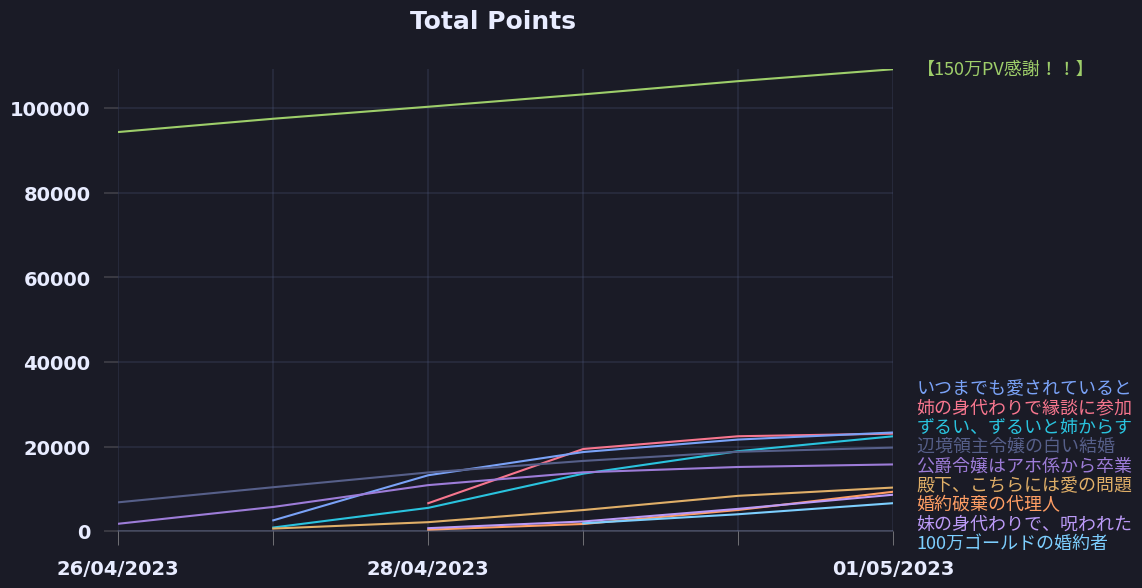 Total Points
100000
80000
60000
40000
20000
0
26/04/2023
28/04/2023
01/05/2023
【150万PV感謝！！】
いつまでも愛されていると
姉の身代わりで縁談に参加
ずるい、ずるいと姉からす
辺境領主令嬢の白い結婚
公爵令嬢はアホ係から卒業
殿下、こちらには愛の問題
婚約破棄の代理人
妹の身代わりで、呪われた
100万ゴールドの婚約者